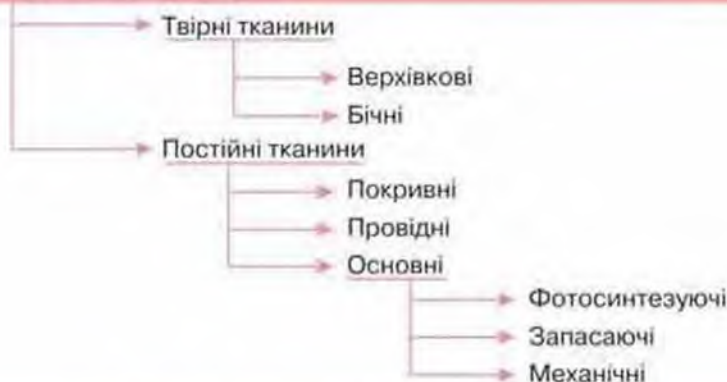 Твірні тканини
Верхівкові
Бічні
Постійні тканини
Покривні
Провідні
Основні
Фотосинтезуючі
Запасаючі
Механічні